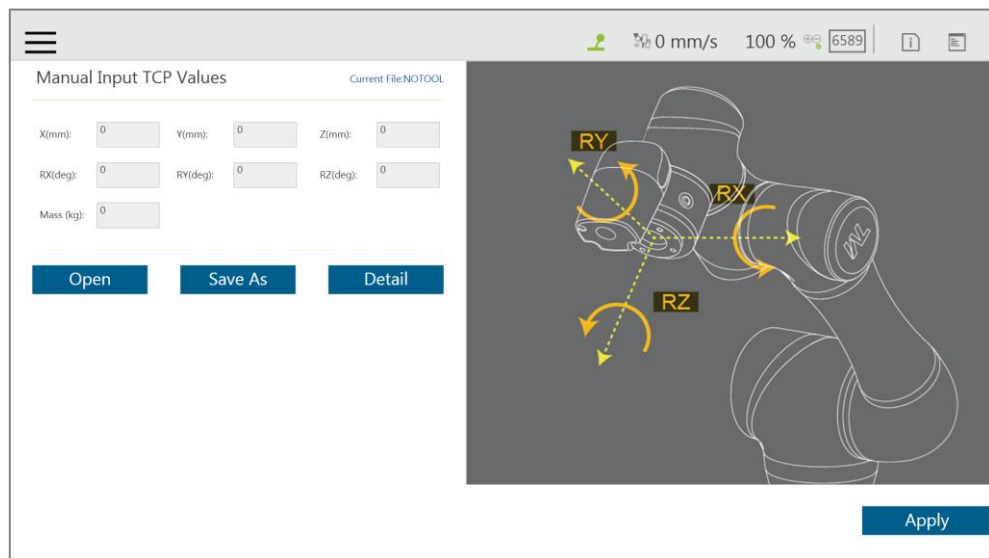 0 mm/s 100 % 6589
Manual Input TCP Values Current File:NOTOOL
X(mm): 0 Y(mm): 0 Z(mm): 0
RX(deg): 0 RY(deg): 0 RZ(deg): 0
Mass (kg): 0
Open Save As Detail
RY
RX
TM
RZ
Apply